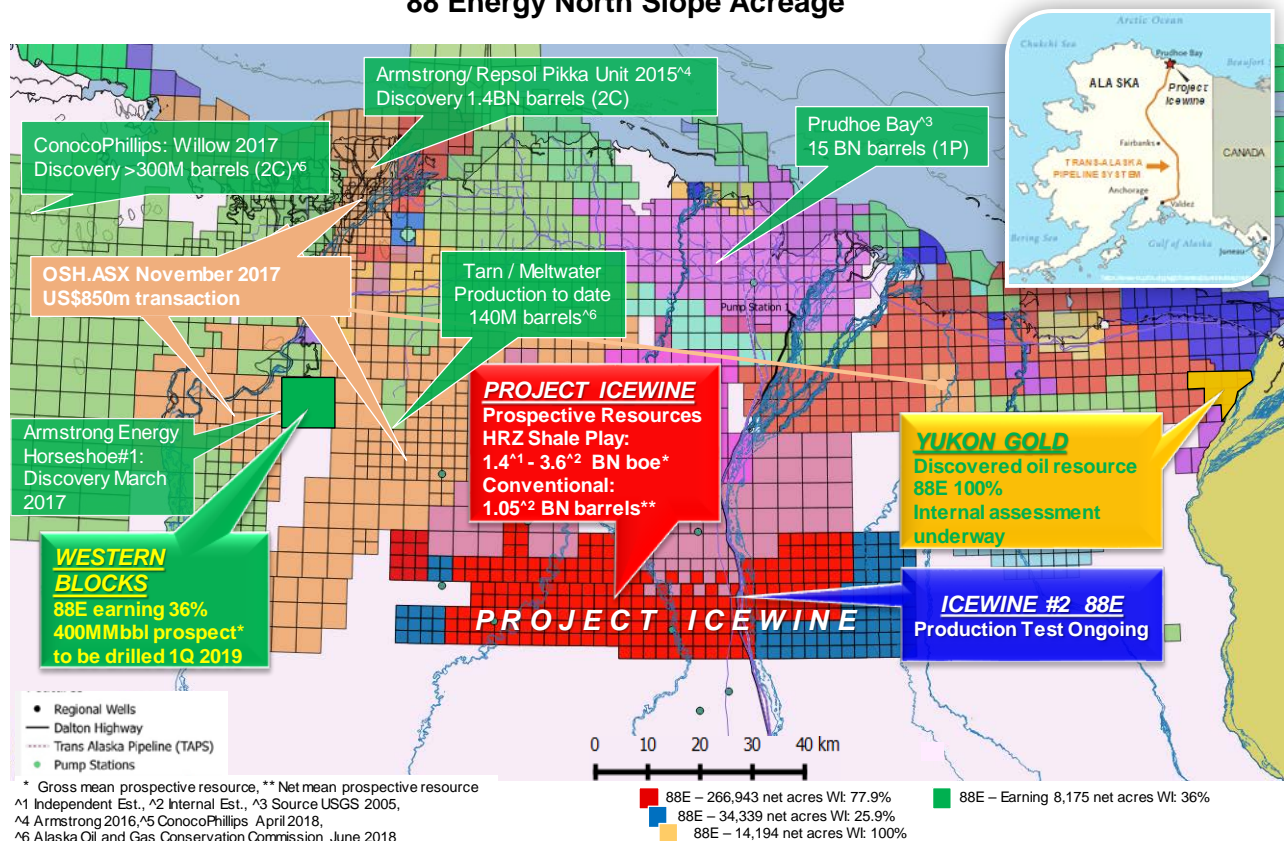 88 Energy North Slope Acreage
Arctic Ocean
Chukchi Sea
Prudhoe Bay
Beaufort
ALASKA
Project
Icewine
Fairbanks
CANADA
TRANS-ALASKA
PIPELINE SYSTEM
Anchorage
Valdez
Bering Sea
Gulf of Alaska
Juneau
Armstrong/ Repsol Pikka Unit 2015^4
Discovery 1.4BN barrels (2C)
Prudhoe Bay^3
15 BN barrels (1P)
ConocoPhillips: Willow 2017
Discovery >300M barrels (2C)^5
OSH.ASX November 2017
US$850m transaction
Tarn / Meltwater
Production to date
140M barrels^6
Pump Station 1
PROJECT ICEWINE
Prospective Resources
HRZ Shale Play:
1.4^1 - 3.6^2 BN boe*
Conventional:
1.05^2 BN barrels**
Armstrong Energy
Horseshoe#1:
Discovery March
2017
YUKON GOLD
Discovered oil resource
88E 100%
Internal assessment
underway
WESTERN
BLOCKS
88E earning 36%
400MMbbl prospect*
to be drilled 1Q 2019
ICEWINE #2 88E
Production Test Ongoing
PROJECT ICEWINE
Regional Wells
Dalton Highway
Trans Alaska Pipeline (TAPS)
Pump Stations
0 10 20 30 40 km
* Gross mean prospective resource, ** Net mean prospective resource
^1 Independent Est., ^2 Internal Est., ^3 Source USGS 2005,
^4 Armstrong 2016,^5 ConocoPhillips April 2018,
^6 Alaska Oil and Gas Conservation Commission June 2018
88E – 266,943 net acres WI: 77.9%
88E – 34,339 net acres WI: 25.9%
88E – 14,194 net acres WI: 100%
88E – Earning 8,175 net acres WI: 36%